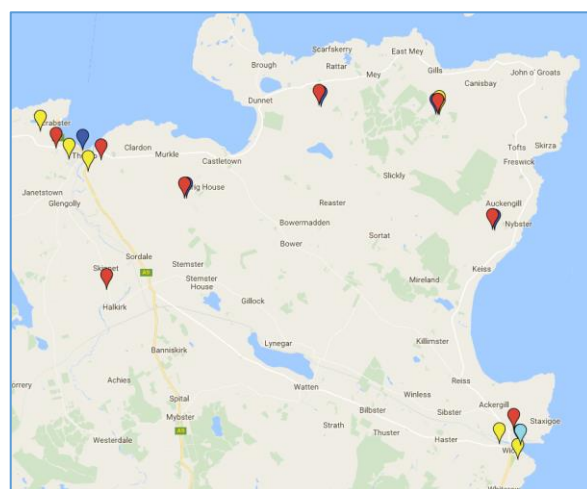 Scarfskerry
East Mey
Brough
Rattar
Gills
Mey
John o' Groats
Canisbay
Dunnet
Crabster
Tofts
Skirza
Clardon
Murkle
Castletown
Freswick
Janetstown
Glengolly
Slickly
Reaster
Auckengill
Nybster
Bowermadden
Sortat
Bower
Sordale
Stemster
Keiss
Stemster
House
Mireland
Halkirk
Gillock
Lynegar
Killimster
Banniskirk
Reiss
Achies
Watten
Winless
Ackergill
Spital
Bilbster
Sibster
Mybster
Staxigoe
Strath
Thuster
Haster
Westerdale